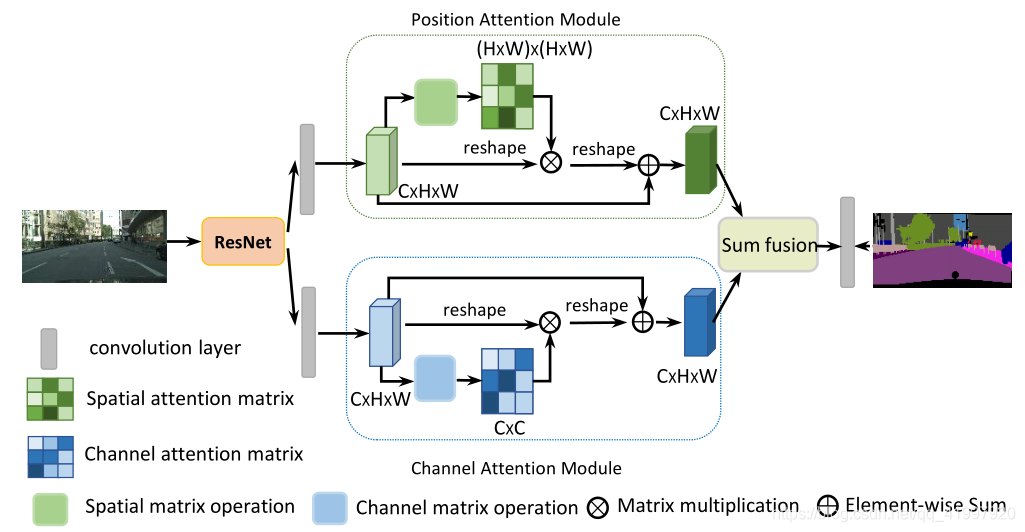 Position Attention Module
(HxW)x(HxW)
CxHxW
reshape
reshape
CxHxW
ResNet
Sum fusion
reshape
reshape
convolution layer
CxHxW
CxHxW
Spatial attention matrix
CxC
Channel attention matrix
Channel Attention Module
Spatial matrix operation
Channel matrix operation
Matrix multiplication
Element-wise Sum
https://blog.csdn.net/qq_41997920